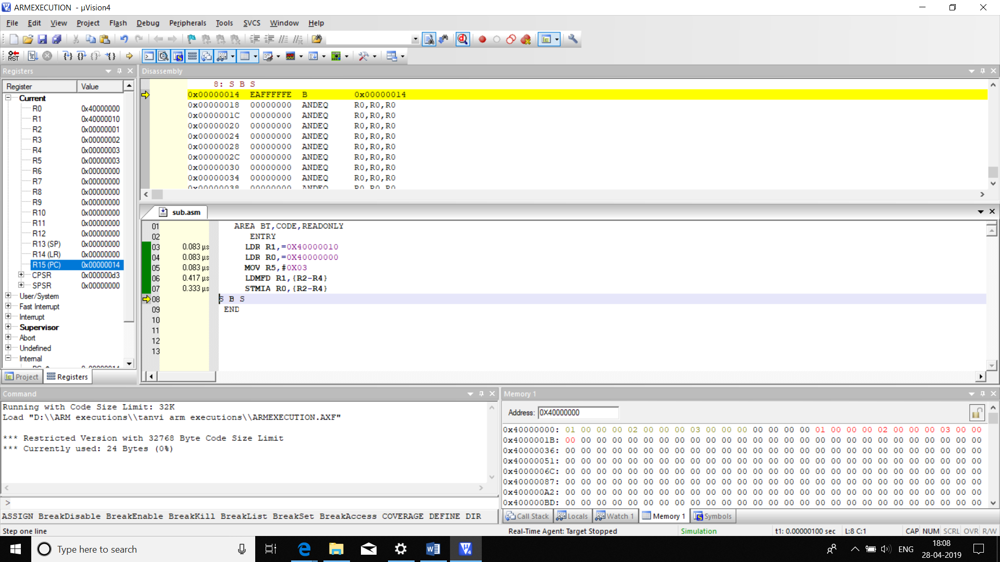 ARMEXECUTION - µVision4
File Edit View Project Flash Debug Peripherals Tools SVCS Window Help
RST
Registers
Register Value
Current
R0 0x40000000
R1 0x40000010
R2 0x00000001
R3 0x00000002
R4 0x00000003
R5 0x00000003
R6 0x00000000
R7 0x00000000
R8 0x00000000
R9 0x00000000
R10 0x00000000
R11 0x00000000
R12 0x00000000
R13 (SP) 0x00000000
R14 (LR) 0x00000000
R15 (PC) 0x00000014
CPSR 0x000000d3
SPSR 0x00000000
User/System
Fast Interrupt
Interrupt
Supervisor
Abort
Undefined
Internal
Project Registers
Disassembly
8: S B S
0x00000014 EAFFFFFE B 0x00000014
0x00000018 00000000 ANDEQ R0,R0,R0
0x0000001C 00000000 ANDEQ R0,R0,R0
0x00000020 00000000 ANDEQ R0,R0,R0
0x00000024 00000000 ANDEQ R0,R0,R0
0x00000028 00000000 ANDEQ R0,R0,R0
0x0000002C 00000000 ANDEQ R0,R0,R0
0x00000030 00000000 ANDEQ R0,R0,R0
0x00000034 00000000 ANDEQ R0,R0,R0
0x00000038 00000000 ANDEQ R0,R0,R0
sub.asm
01 AREA BT,CODE,READONLY
02 ENTRY
03 0.083 µs LDR R1,=0X40000010
04 0.083 µs LDR R0,=0X40000000
05 0.083 µs MOV R5,#0X03
06 0.417 µs LDMFD R1,{R2-R4}
07 0.333 µs STMIA R0,{R2-R4}
08 S B S
09 END
10
11
12
13
Command
Running with Code Size Limit: 32K
Load "D:\\ARM executions\\tanvi arm executions\\ARMEXECUTION.AXF"
*** Restricted Version with 32768 Byte Code Size Limit
*** Currently used: 24 Bytes (0%)
>
ASSIGN BreakDisable BreakEnable BreakKill BreakList BreakSet BreakAccess COVERAGE DEFINE DIR
Memory 1
Address: 0X40000000
0x40000000: 01 00 00 00 02 00 00 00 03 00 00 00 00 00 00 00 01 00 00 00 02 00 00 00 03 00 00
0x4000001B: 00 00 00 00 00 00 00 00 00 00 00 00 00 00 00 00 00 00 00 00 00 00 00 00 00 00 00
0x40000036: 00 00 00 00 00 00 00 00 00 00 00 00 00 00 00 00 00 00 00 00 00 00 00 00 00 00 00
0x40000051: 00 00 00 00 00 00 00 00 00 00 00 00 00 00 00 00 00 00 00 00 00 00 00 00 00 00 00
0x4000006C: 00 00 00 00 00 00 00 00 00 00 00 00 00 00 00 00 00 00 00 00 00 00 00 00 00 00 00
0x40000087: 00 00 00 00 00 00 00 00 00 00 00 00 00 00 00 00 00 00 00 00 00 00 00 00 00 00 00
0x400000A2: 00 00 00 00 00 00 00 00 00 00 00 00 00 00 00 00 00 00 00 00 00 00 00 00 00 00 00
0x400000BD: 00 00 00 00 00 00 00 00 00 00 00 00 00 00 00 00 00 00 00 00 00 00 00 00 00 00 00
Call Stack Locals Watch 1 Memory 1 Symbols
Step one line Real-Time Agent: Target Stopped Simulation t1: 0.00000100 sec L:8 C:1 CAP NUM SCRL OVR R/W
Type here to search
ENG
18:08
28-04-2019